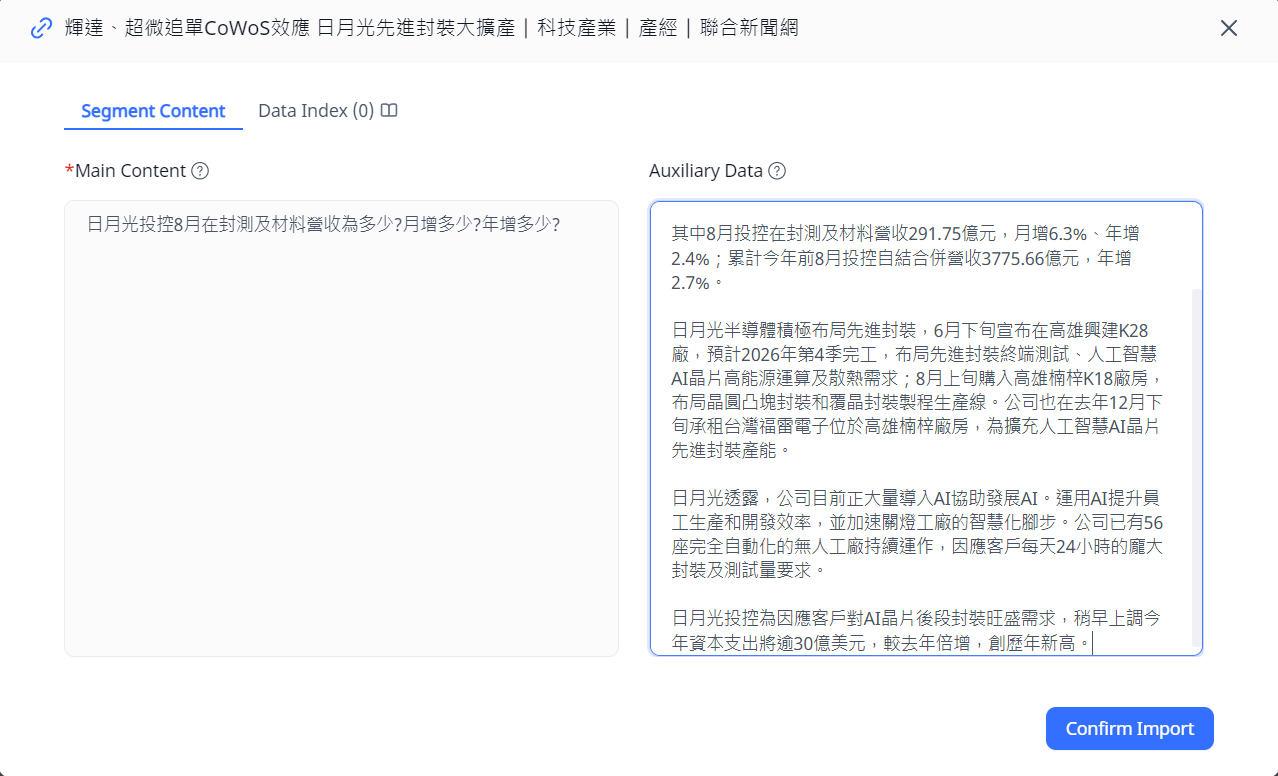 輝達、超微追單CoWoS效應 日月光先進封裝大擴產 | 科技產業 | 產經 | 聯合新聞網
Segment Content
Data Index (0)
*Main Content
日月光投控8月在封測及材料營收為多少?月增多少?年增多少?
Auxiliary Data
其中8月投控在封測及材料營收291.75億元，月增6.3%、年增
2.4%；累計今年前8月投控自結合併營收3775.66億元，年增
2.7%。
日月光半導體積極布局先進封裝，6月下旬宣布在高雄興建K28
廠，預計2026年第4季完工，布局先進封裝終端測試、人工智慧
AI晶片高能源運算及散熱需求；8月上旬購入高雄楠梓K18廠房，
布局晶圓凸塊封裝和覆晶封裝製程生產線。公司也在去年12月下
旬承租台灣福雷電子位於高雄楠梓廠房，為擴充人工智慧AI晶片
先進封裝產能。
日月光透露，公司目前正大量導入AI協助發展AI。運用AI提升員
工生產和開發效率，並加速關燈工廠的智慧化腳步。公司已有56
座完全自動化的無人工廠持續運作，因應客戶每天24小時的龐大
封裝及測試量要求。
日月光投控為因應客戶對AI晶片後段封裝旺盛需求，稍早上調今
年資本支出將逾30億美元，較去年倍增，創歷年新高。
Confirm Import